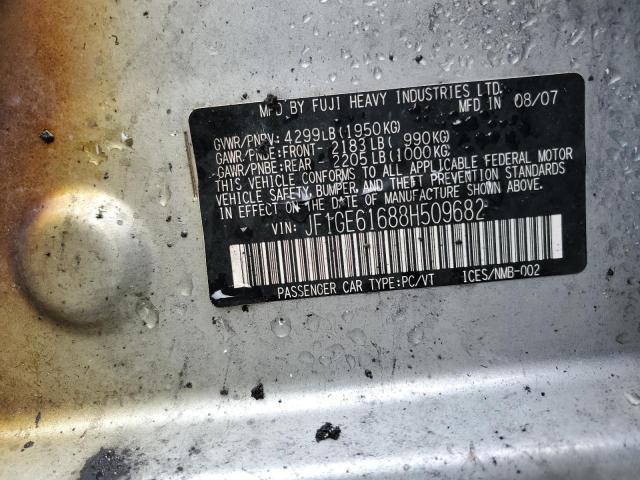 MFD BY FUJI HEAVY INDUSTRIES LTD.
MFD IN 08/07
GVWR/PNBV: 4299LB(1950KG)
GAWR/PNBE:FRONT- 2183LB( 990KG)
GAWR/PNBE:REAR - 2205LB(1000KG)
THIS VEHICLE CONFORMS TO ALL APPLICABLE FEDERAL MOTOR
VEHICLE SAFETY, BUMPER, AND THEFT PREVENTION STANDARDS
IN EFFECT ON THE DATE OF MANUFACTURE SHOWN ABOVE.
VIN: JF1GE61688H509682
PASSENGER CAR TYPE:PC/VT ICES/NMB-002